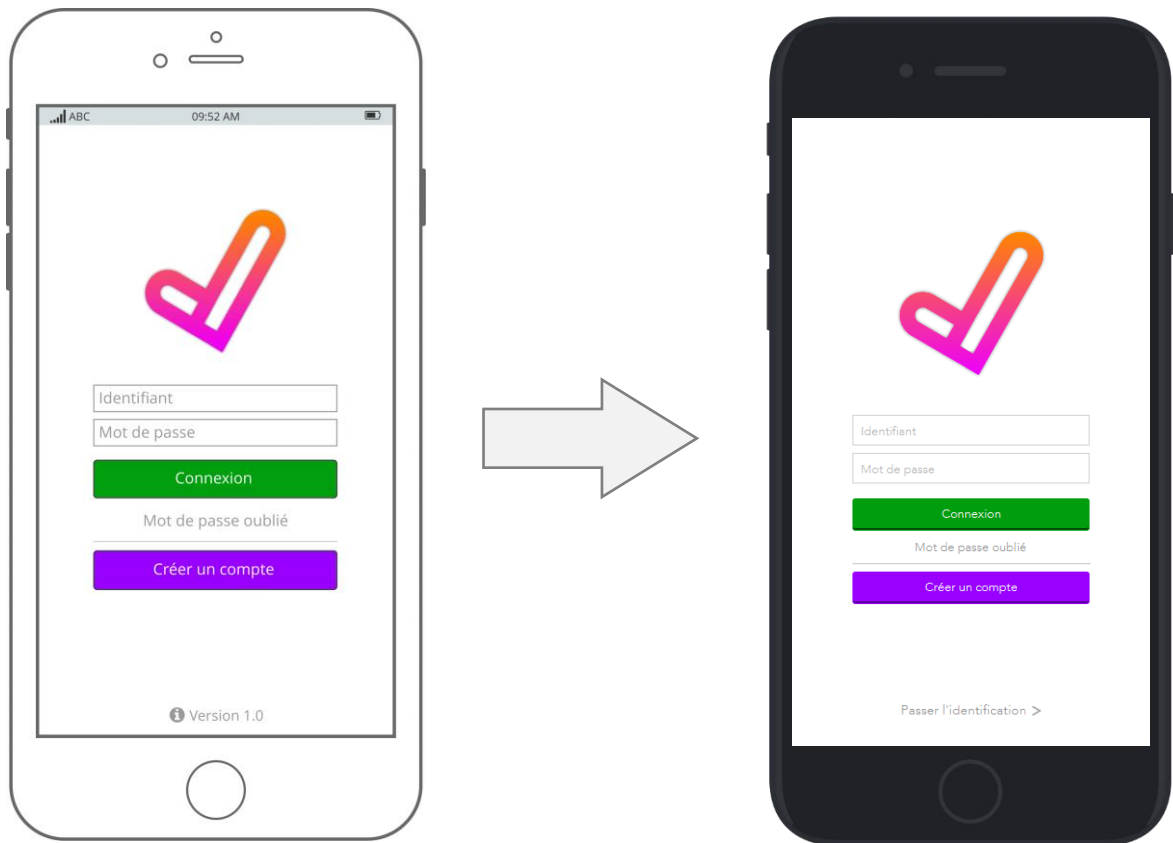 ABC 09:52 AM
Identifiant
Mot de passe
Connexion
Mot de passe oublié
Créer un compte
Version 1.0
Identifiant
Mot de passe
Connexion
Mot de passe oublié
Créer un compte
Passer l'identification >